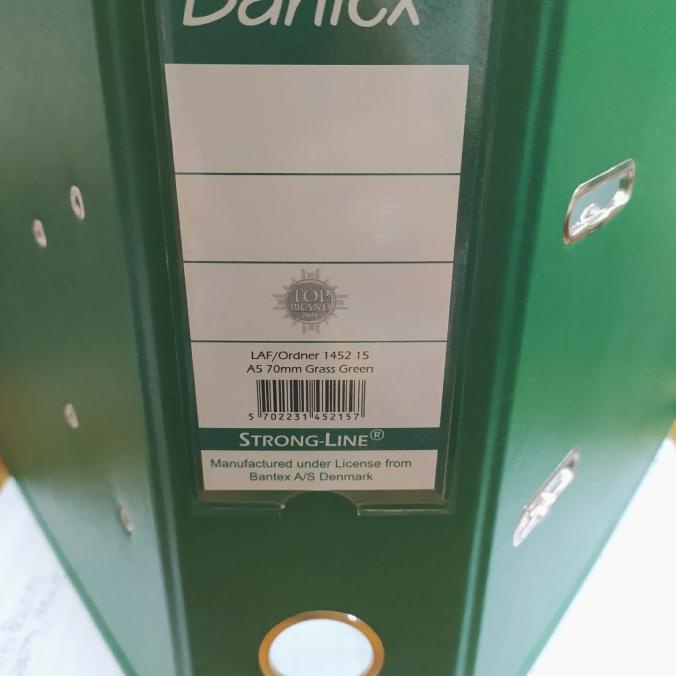 Bantex
TOP
BRAND
LAF/Ordner 1452 15
A5 70mm Grass Green
5 702231 452157
STRONG-LINE®
Manufactured under License from
Bantex A/S Denmark